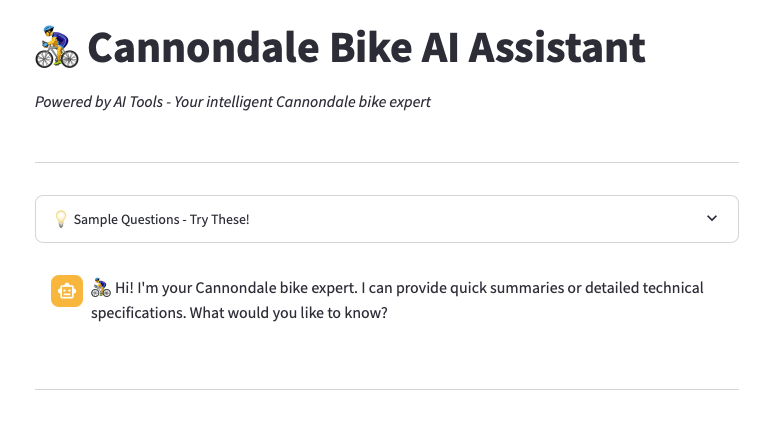 🚴 Cannondale Bike AI Assistant
Powered by AI Tools - Your intelligent Cannondale bike expert
💡 Sample Questions - Try These!
🚴 Hi! I'm your Cannondale bike expert. I can provide quick summaries or detailed technical
specifications. What would you like to know?